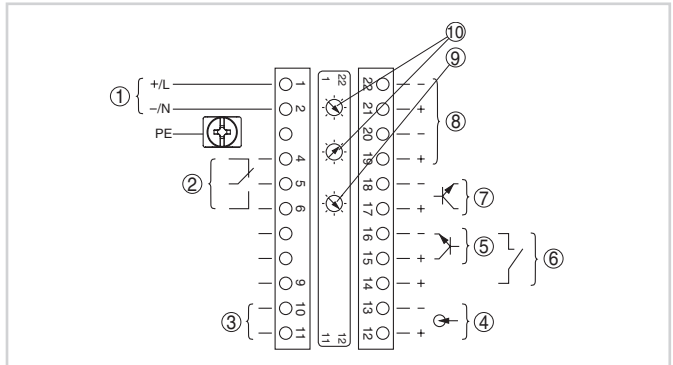 ⑩
⑨
① +/L 1 1 22 22 −
−/N 2 21 + ⑧
PE 20 −
4 19 +
② 5 18 − ⑦
6 17 +
16 − ⑤ ⑥
15 +
9 14 +
③ 10 13 − ④
11 11 12 12 +